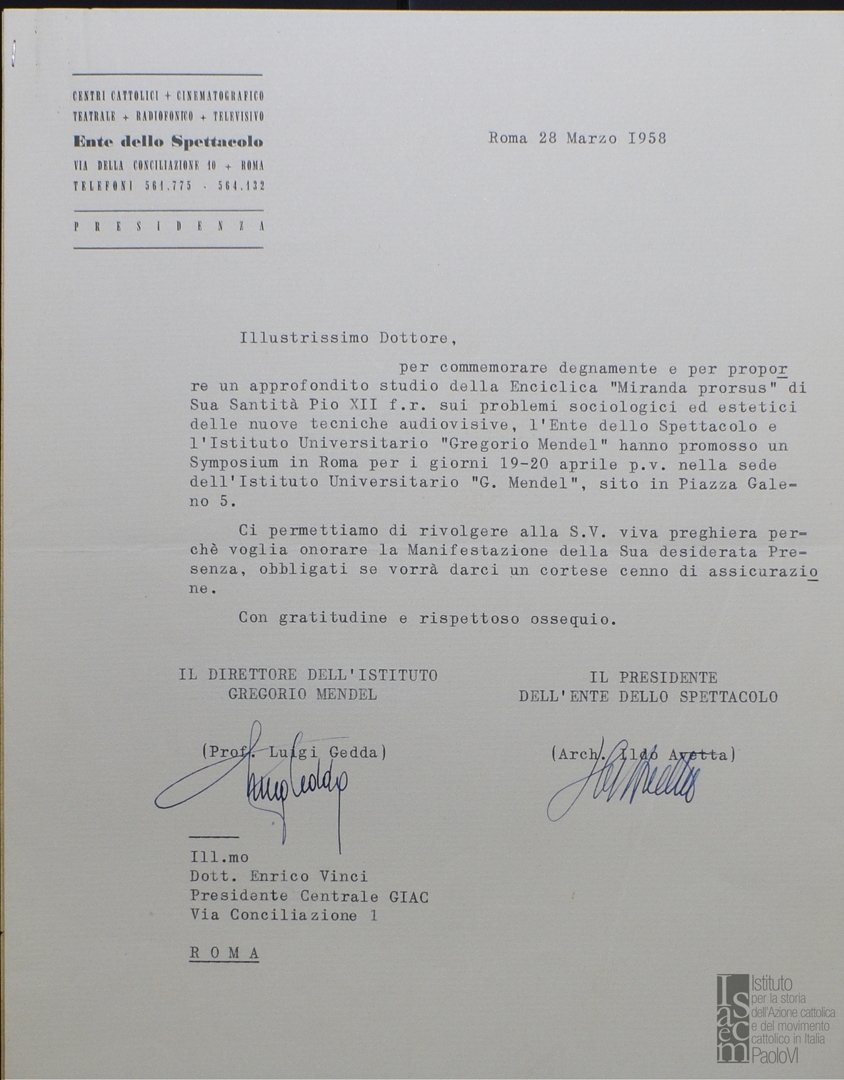 CENTRI CATTOLICI + CINEMATOGRAFICO
TEATRALE + RADIOFONICO + TELEVISIVO
Ente dello Spettacolo
VIA DELLA CONCILIAZIONE 10 + ROMA
TELEFONI 561.775 - 564.132
PRESIDENZA
Roma 28 Marzo 1958
Illustrissimo Dottore,
per commemorare degnamente e per propor
re un approfondito studio della Enciclica "Miranda prorsus" di
Sua Santità Pio XII f.r. sui problemi sociologici ed estetici
delle nuove tecniche audiovisive, l'Ente dello Spettacolo e
l'Istituto Universitario "Gregorio Mendel" hanno promosso un
Symposium in Roma per i giorni 19-20 aprile p.v. nella sede
dell'Istituto Universitario "G. Mendel", sito in Piazza Gale=
no 5.
Ci permettiamo di rivolgere alla S.V. viva preghiera per=
chè voglia onorare la Manifestazione della Sua desiderata Pre=
senza, obbligati se vorrà darci un cortese cenno di assicurazio
ne.
Con gratitudine e rispettoso ossequio.
IL DIRETTORE DELL'ISTITUTO
GREGORIO MENDEL
(Prof. Luigi Gedda)
Luigi Gedda
IL PRESIDENTE
DELL'ENTE DELLO SPETTACOLO
(Arch. Ildo Avetta)
Ill.mo
Dott. Enrico Vinci
Presidente Centrale GIAC
Via Conciliazione 1
ROMA
Isacem
Istituto
per la storia
dell'Azione cattolica
e del movimento
cattolico in Italia
PaoloVI